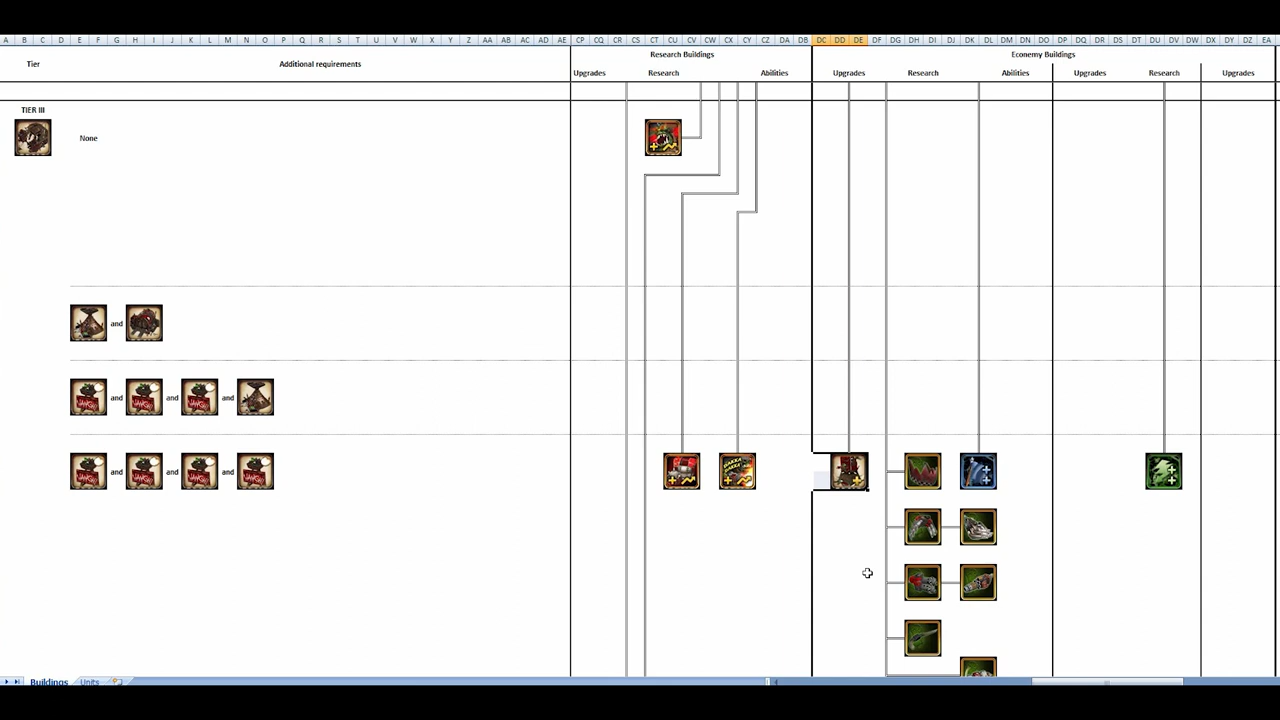 A B C D E F G H I J K L M N O P Q R S T U V W X Y Z AA AB AC AD AE CP CQ CR CS CT CU CV CW CX CY CZ DA DB DC DD DE DF DG DH DI DJ DK DL DM DN DO DP DQ DR DS DT DU DV DW DX DY DZ EA
Research Buildings Economy Buildings
Tier Additional requirements
Upgrades Research Abilities Upgrades Research Abilities Upgrades Research Upgrades
TIER III
None
and
and and and
and and and
Buildings Units